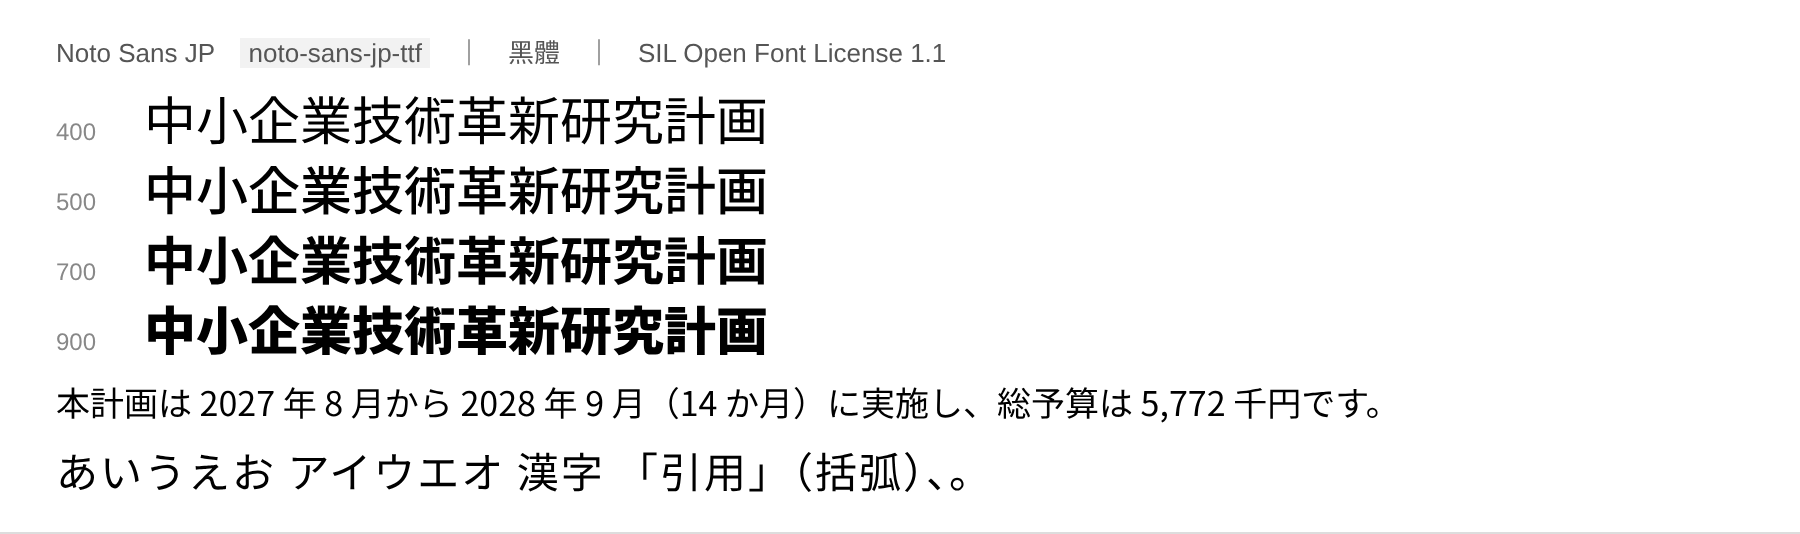 Noto Sans JP noto-sans-jp-ttf | 黑體 | SIL Open Font License 1.1
400 中小企業技術革新研究計画
500 中小企業技術革新研究計画
700 中小企業技術革新研究計画
900 中小企業技術革新研究計画
本計画は 2027 年 8 月から 2028 年 9 月（14 か月）に実施し、総予算は 5,772 千円です。
あいうえお アイウエオ 漢字 「引用」（括弧）、。